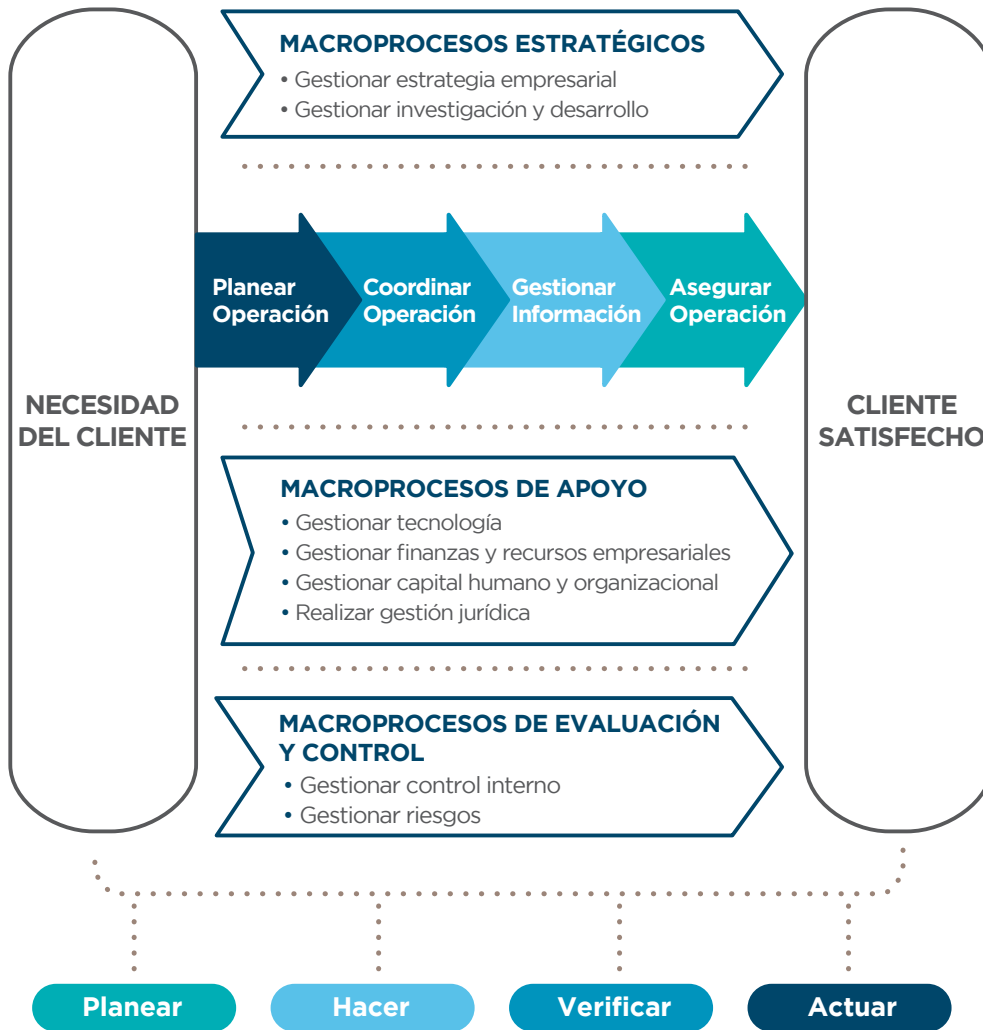 MACROPROCESOS ESTRATÉGICOS
• Gestionar estrategia empresarial
• Gestionar investigación y desarrollo
Planear
Operación
Coordinar
Operación
Gestionar
Información
Asegurar
Operación
NECESIDAD
DEL CLIENTE
CLIENTE
SATISFECHO
MACROPROCESOS DE APOYO
• Gestionar tecnología
• Gestionar finanzas y recursos empresariales
• Gestionar capital humano y organizacional
• Realizar gestión jurídica
MACROPROCESOS DE EVALUACIÓN
Y CONTROL
• Gestionar control interno
• Gestionar riesgos
Planear
Hacer
Verificar
Actuar